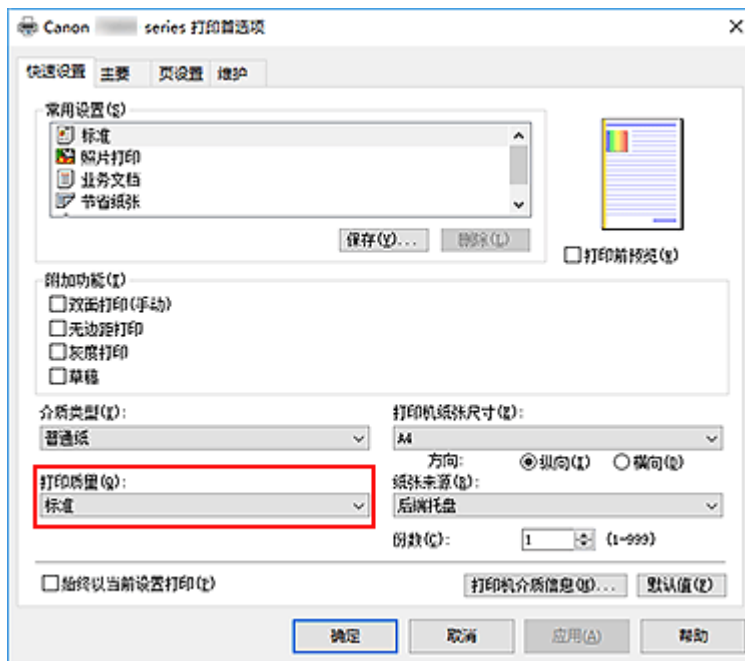 Canon series 打印首选项
快速设置 主要 页设置 维护
常用设置(S)
标准
照片打印
业务文档
节省纸张
保存(Y)... 删除(L)
打印前预览(W)
附加功能(T)
双面打印(手动)
无边距打印
灰度打印
草稿
介质类型(I): 打印机纸张尺寸(Z):
普通纸 A4
方向: 纵向(I) 横向(D)
打印质量(Q): 纸张来源(B):
标准 后端托盘
份数(C): 1 (1-999)
始终以当前设置打印(P)
打印机介质信息(M)... 默认值(F)
确定 取消 应用(A) 帮助